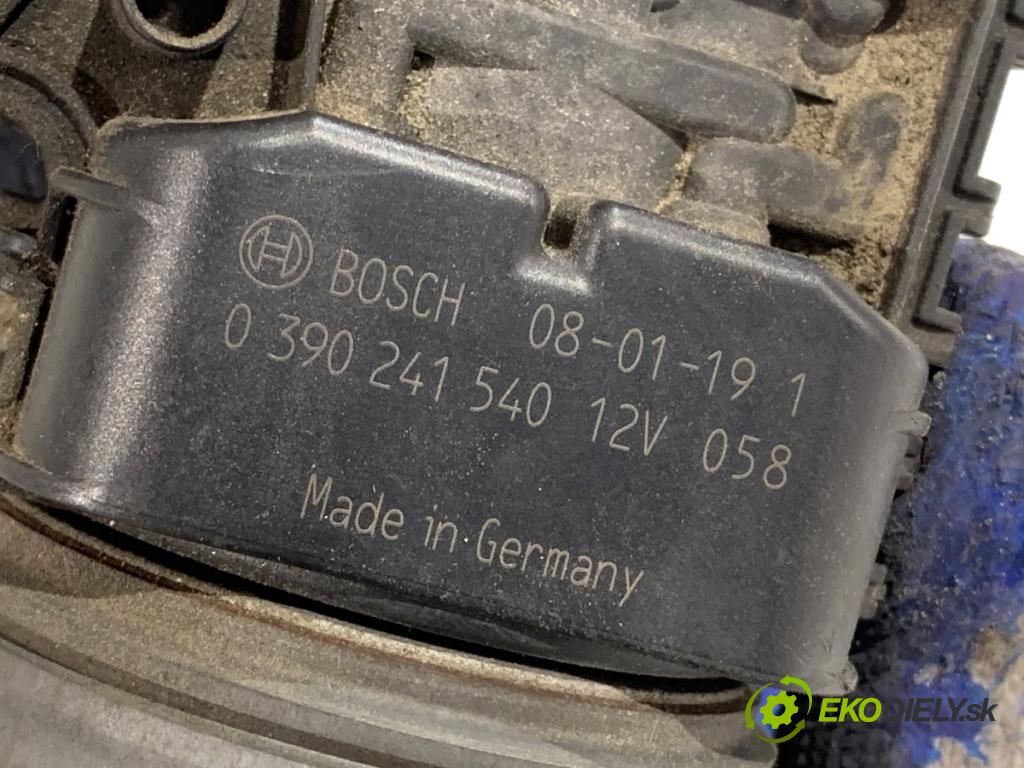 BOSCH 08-01-19 1
0 390 241 540 12V 058
Made in Germany
EKODIELY.sk